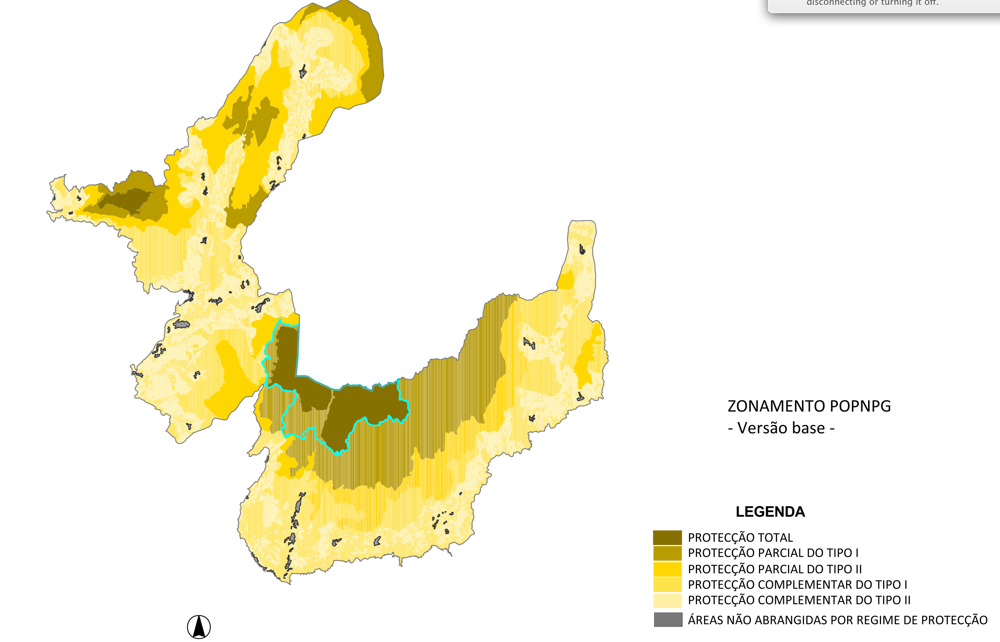 disconnecting or turning it off.
ZONAMENTO POPNPG
- Versão base -
LEGENDA
PROTECÇÃO TOTAL
PROTECÇÃO PARCIAL DO TIPO I
PROTECÇÃO PARCIAL DO TIPO II
PROTECÇÃO COMPLEMENTAR DO TIPO I
PROTECÇÃO COMPLEMENTAR DO TIPO II
ÁREAS NÃO ABRANGIDAS POR REGIME DE PROTECÇÃO